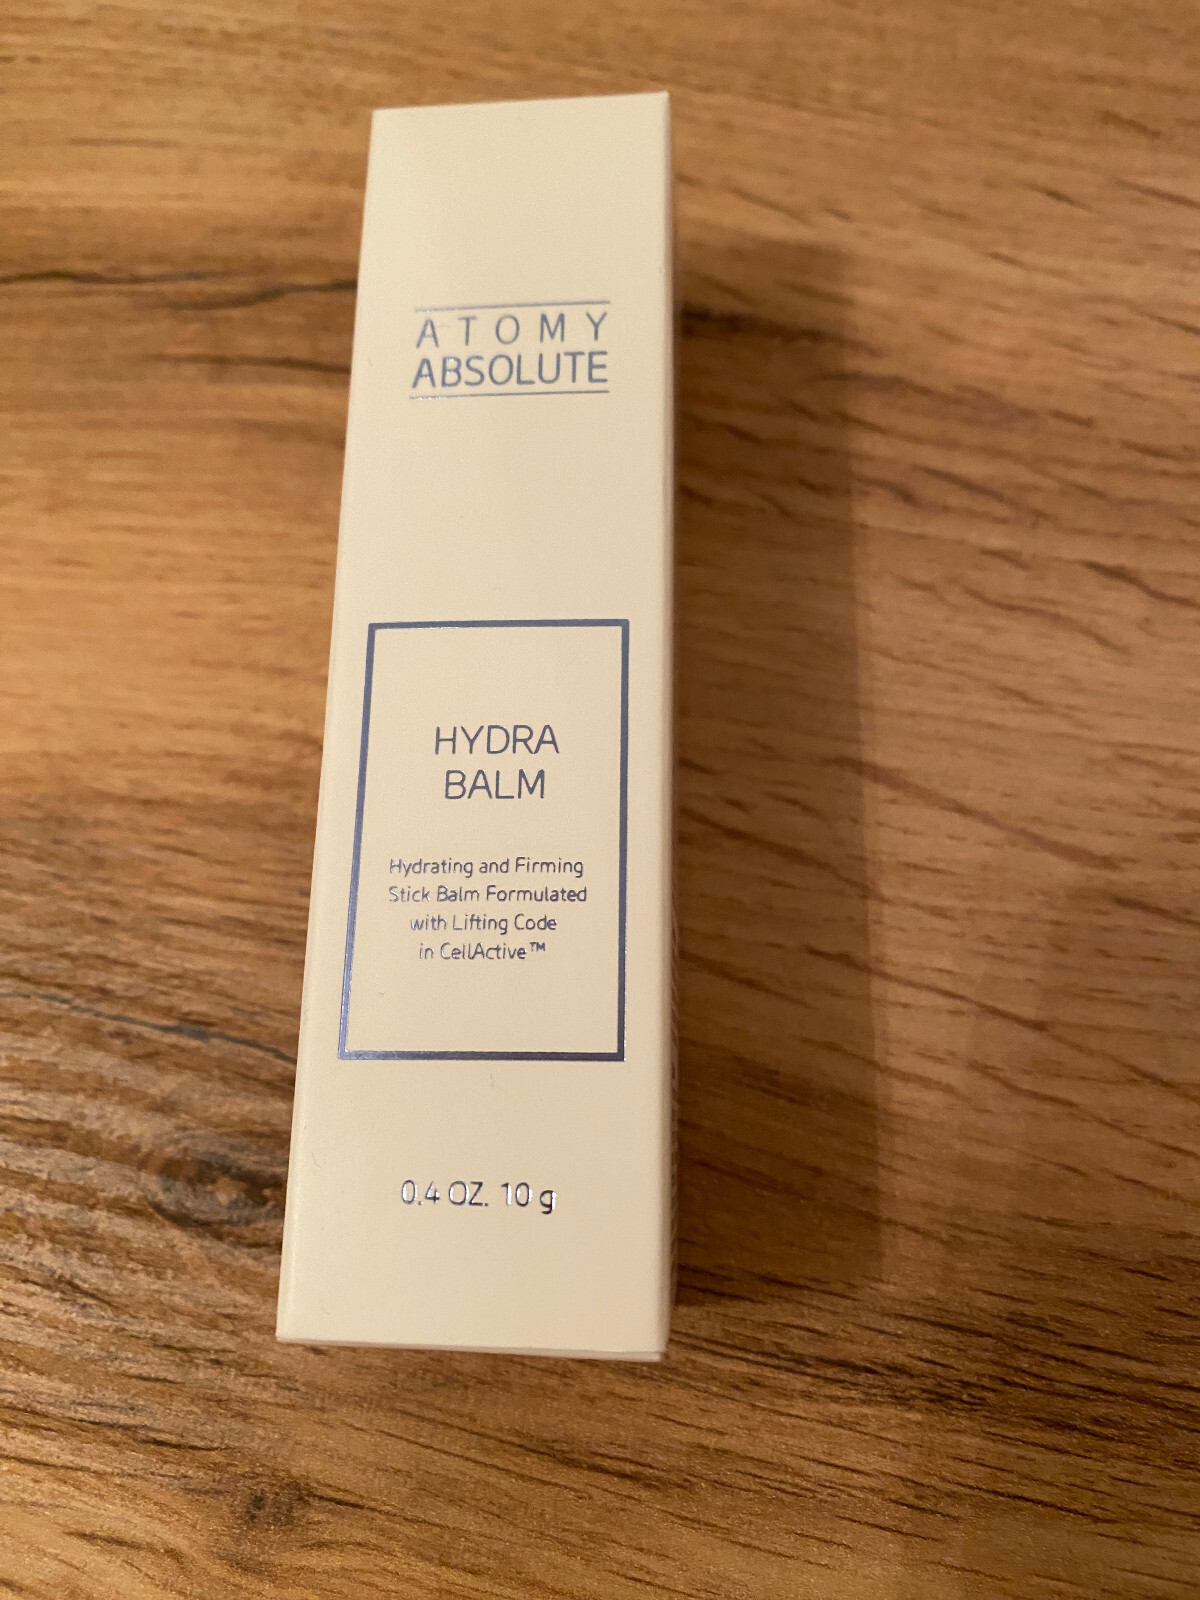 ATOMY
ABSOLUTE
HYDRA
BALM
Hydrating and Firming
Stick Balm Formulated
with Lifting Code
in CellActive™
0.4 OZ. 10 g